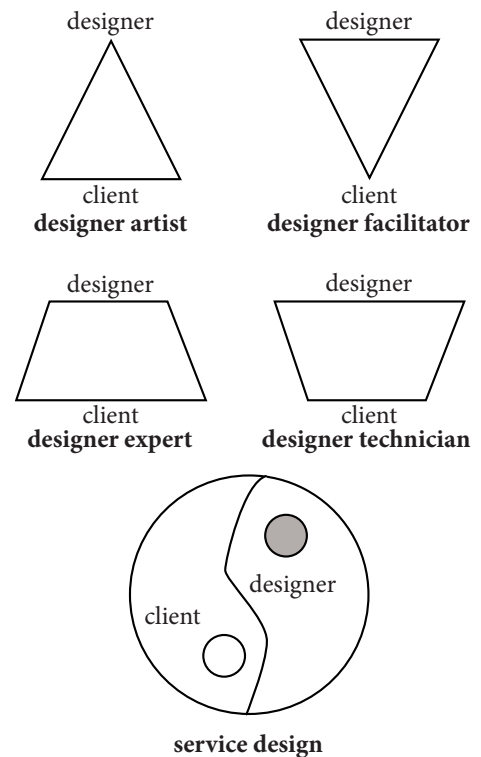 designer
client
designer artist
designer
client
designer facilitator
designer
client
designer expert
designer
client
designer technician
designer
client
service design